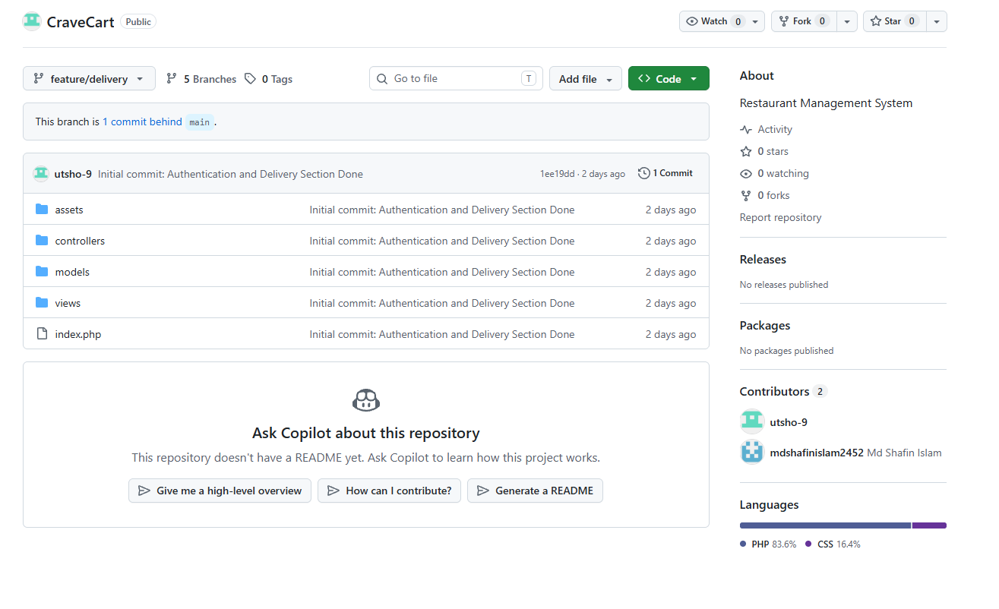 CraveCart Public Watch 0 Fork 0 Star 0
feature/delivery 5 Branches 0 Tags Go to file T Add file Code
This branch is 1 commit behind main .
utsho-9 Initial commit: Authentication and Delivery Section Done 1ee19dd · 2 days ago 1 Commit
assets Initial commit: Authentication and Delivery Section Done 2 days ago
controllers Initial commit: Authentication and Delivery Section Done 2 days ago
models Initial commit: Authentication and Delivery Section Done 2 days ago
views Initial commit: Authentication and Delivery Section Done 2 days ago
index.php Initial commit: Authentication and Delivery Section Done 2 days ago
Ask Copilot about this repository
This repository doesn't have a README yet. Ask Copilot to learn how this project works.
Give me a high-level overview How can I contribute? Generate a README
About
Restaurant Management System
Activity
0 stars
0 watching
0 forks
Report repository
Releases
No releases published
Packages
No packages published
Contributors 2
utsho-9
mdshafinislam2452 Md Shafin Islam
Languages
PHP 83.6% CSS 16.4%